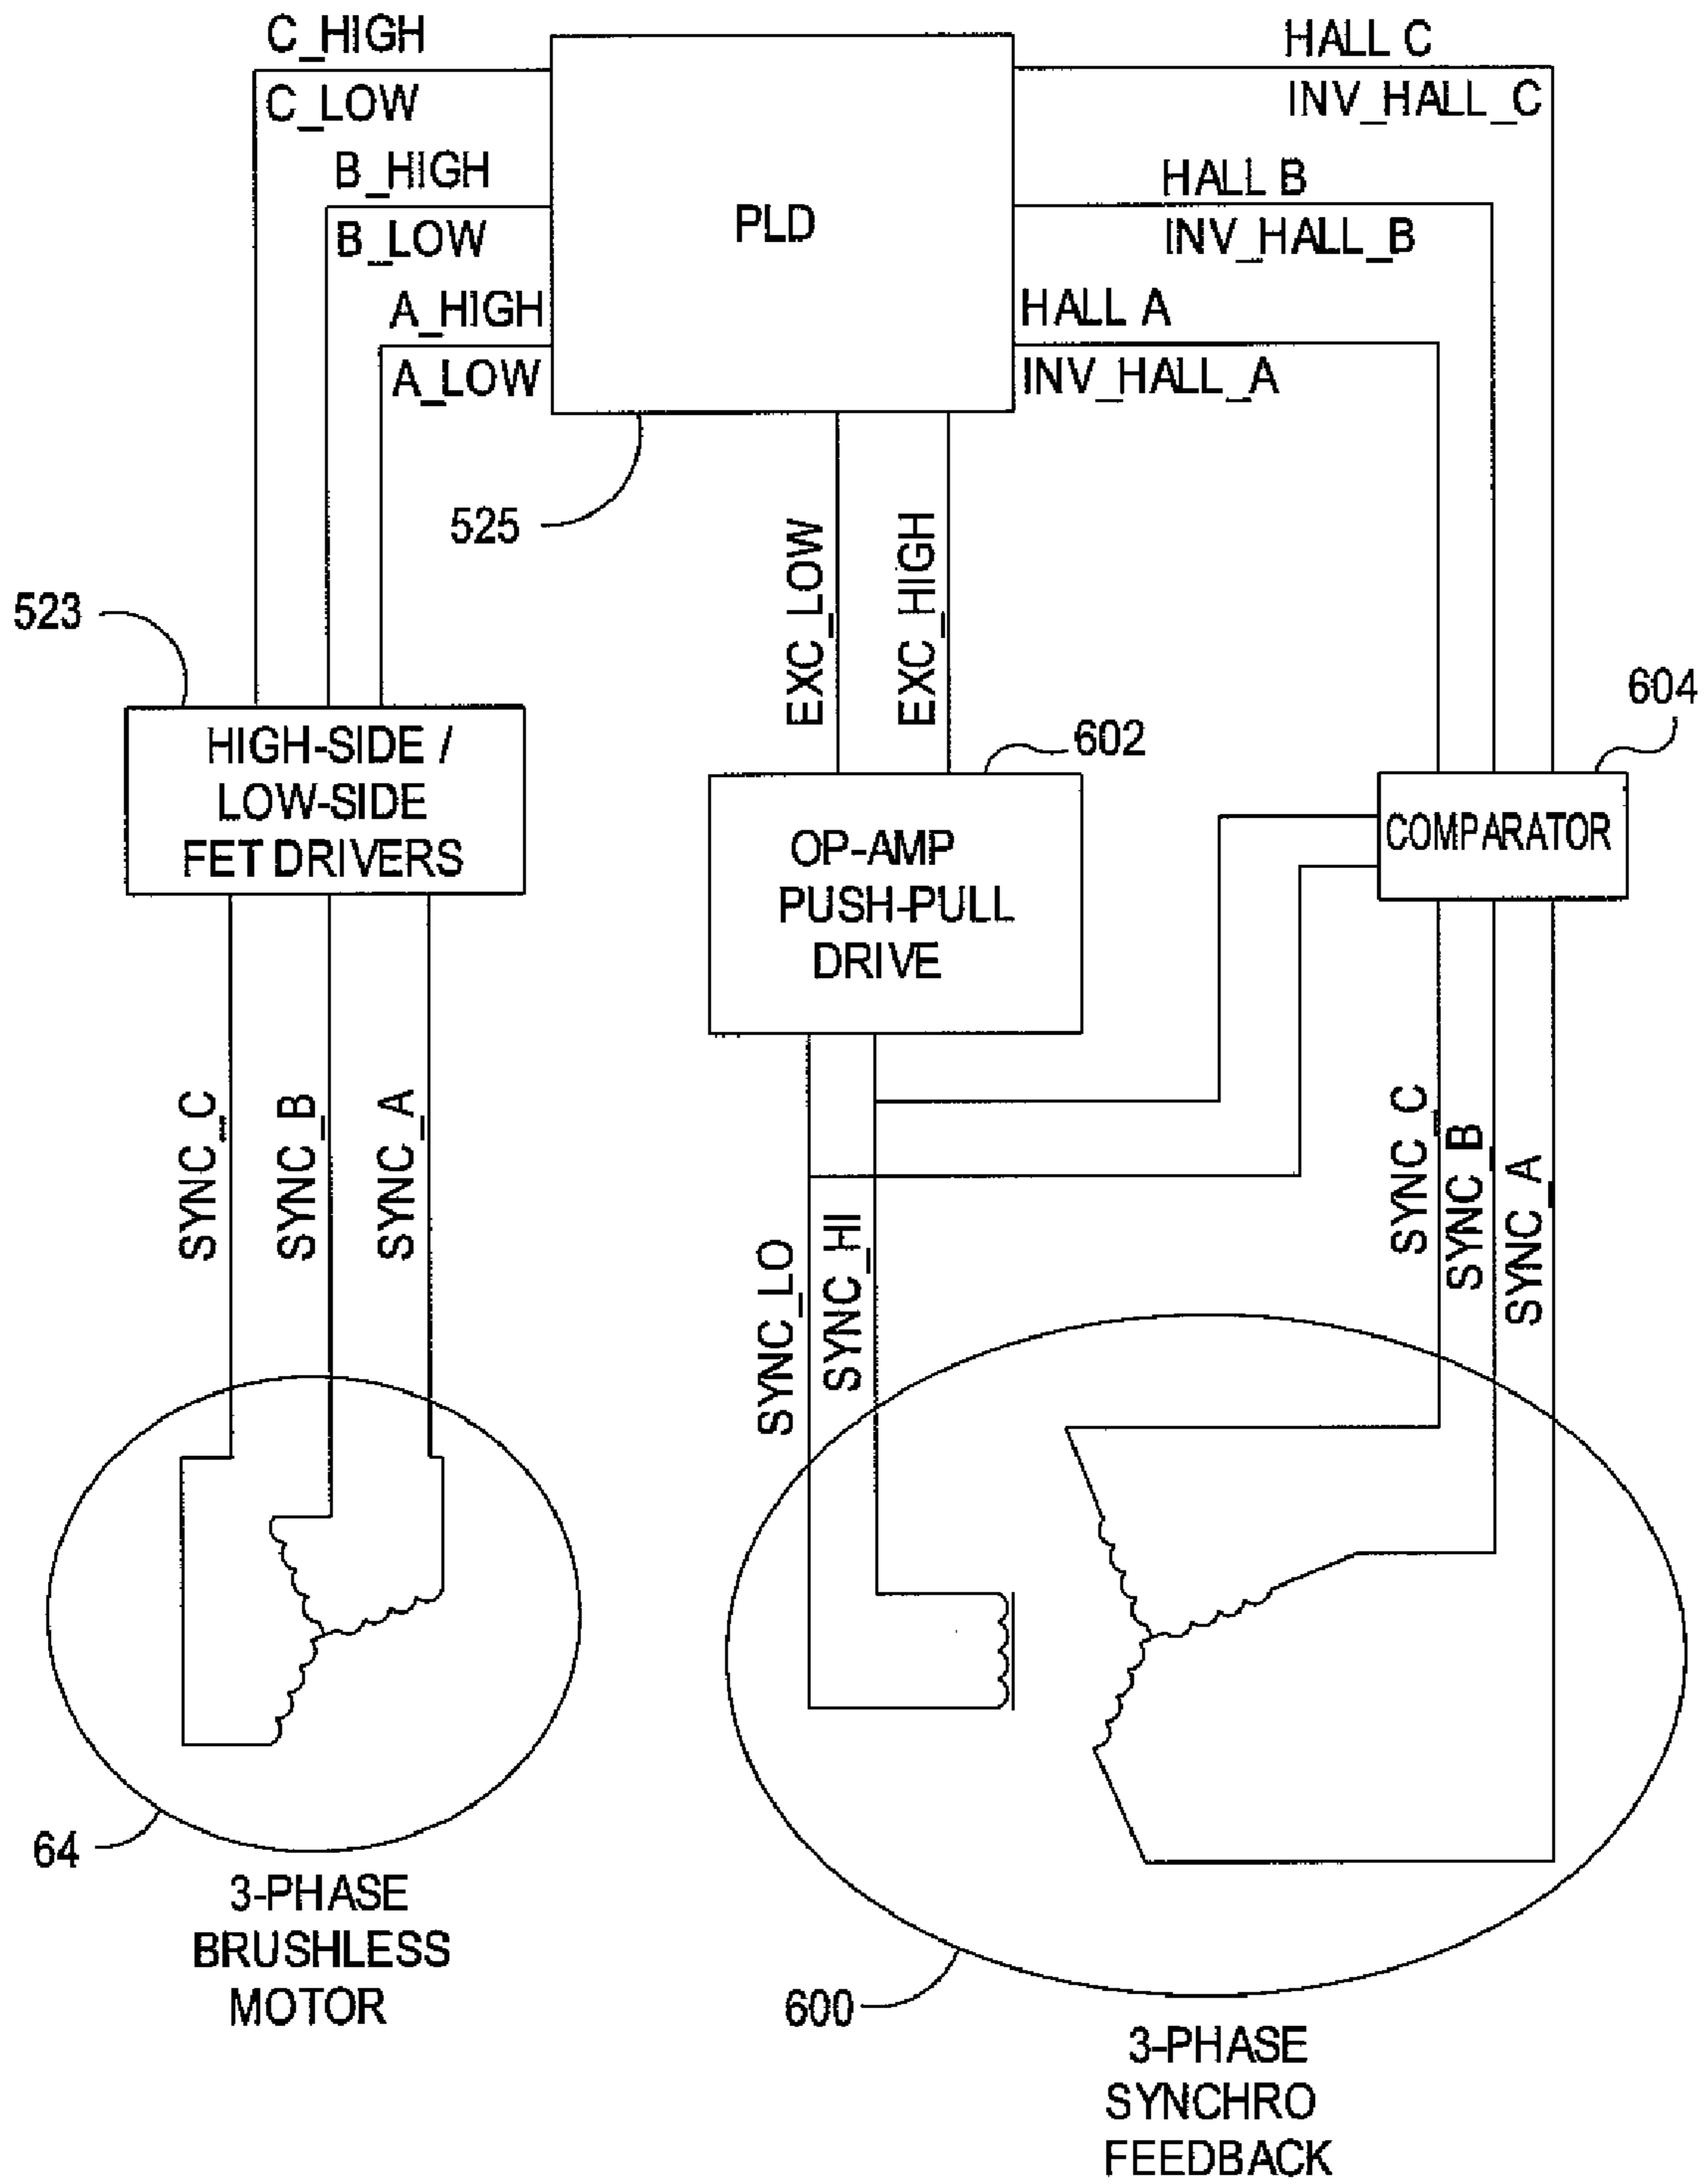 C_HIGH
C_LOW
B_HIGH
B_LOW
A_HIGH
A_LOW
PLD
HALL C
INV_HALL_C
HALL B
INV_HALL_B
HALL A
INV_HALL_A
525
523
EXC_LOW
EXC_HIGH
602
604
HIGH-SIDE /
LOW-SIDE
FET DRIVERS
OP-AMP
PUSH-PULL
DRIVE
COMPARATOR
SYNC_C
SYNC_B
SYNC_A
SYNC_LO
SYNC_HI
SYNC_C
SYNC_B
SYNC_A
64
3-PHASE
BRUSHLESS
MOTOR
600
3-PHASE
SYNCHRO
FEEDBACK